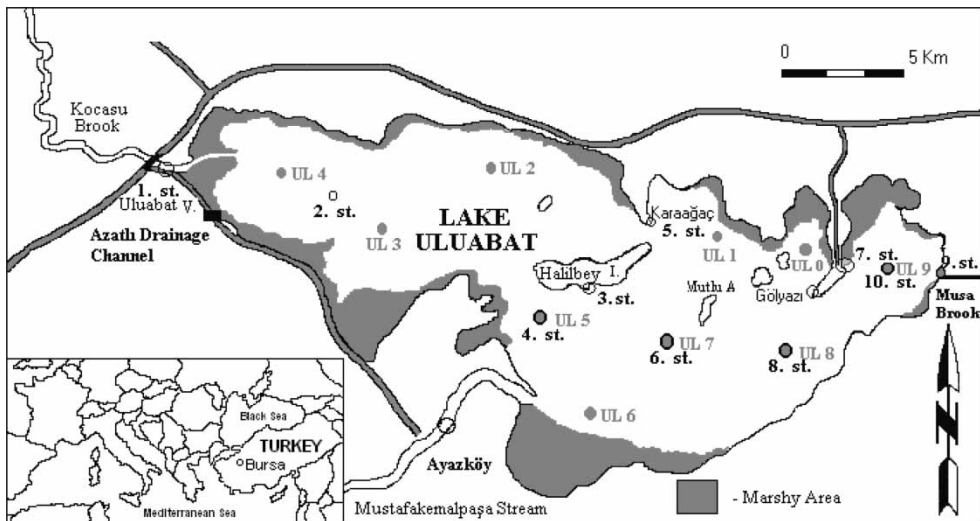 0
5 Km
Kocasu
Brook
1. st.
Uluabat V.
Azatlı Drainage
Channel
UL 4
2. st.
UL 3
UL 2
LAKE
ULUABAT
Karaağaç
5. st.
UL 1
UL 0
7. st.
UL 9
10. st.
9. st.
Musa
Brook
Halilbey I.
3. st.
Mutlu A
Gölyazı
UL 5
4. st.
UL 7
6. st.
UL 8
8. st.
UL 6
N
Ayazköy
Mustafakemalpaşa Stream
- Marshy Area
Black Sea
TURKEY
Bursa
Mediterranean Sea